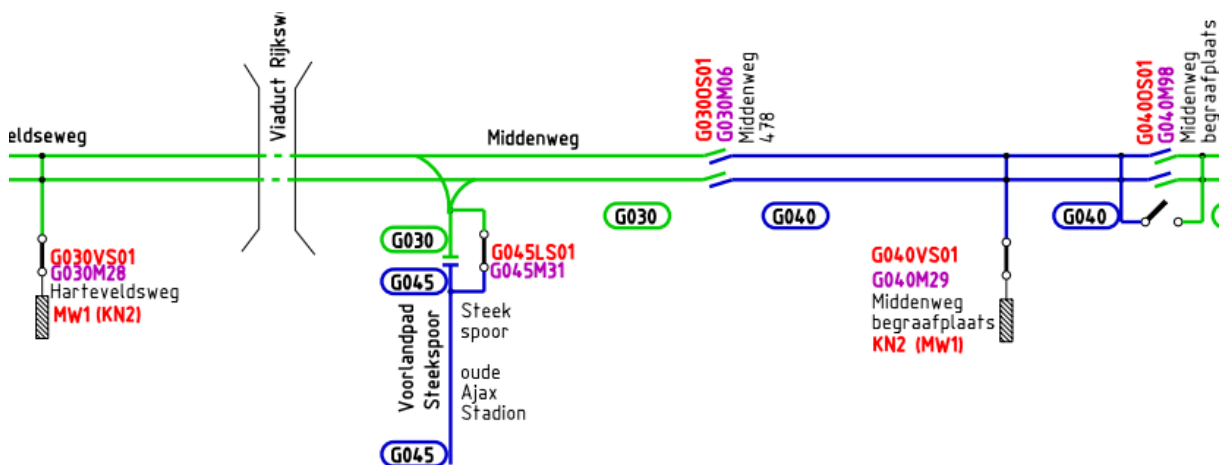 eldseweg
Viaduct Rijksw
Middenweg
G030OS01
G030M06
Middenweg
478
G040OS01
G040M98
Middenweg
begraafplaats
G030
G040
G040
G030
G045
G030VS01
G030M28
Harteveldsweg
MW1 (KN2)
G045LS01
G045M31
Voorlandpad
Steekspoor
Steek
spoor
oude
Ajax
Stadion
G045
G040VS01
G040M29
Middenweg
begraafplaats
KN2 (MW1)